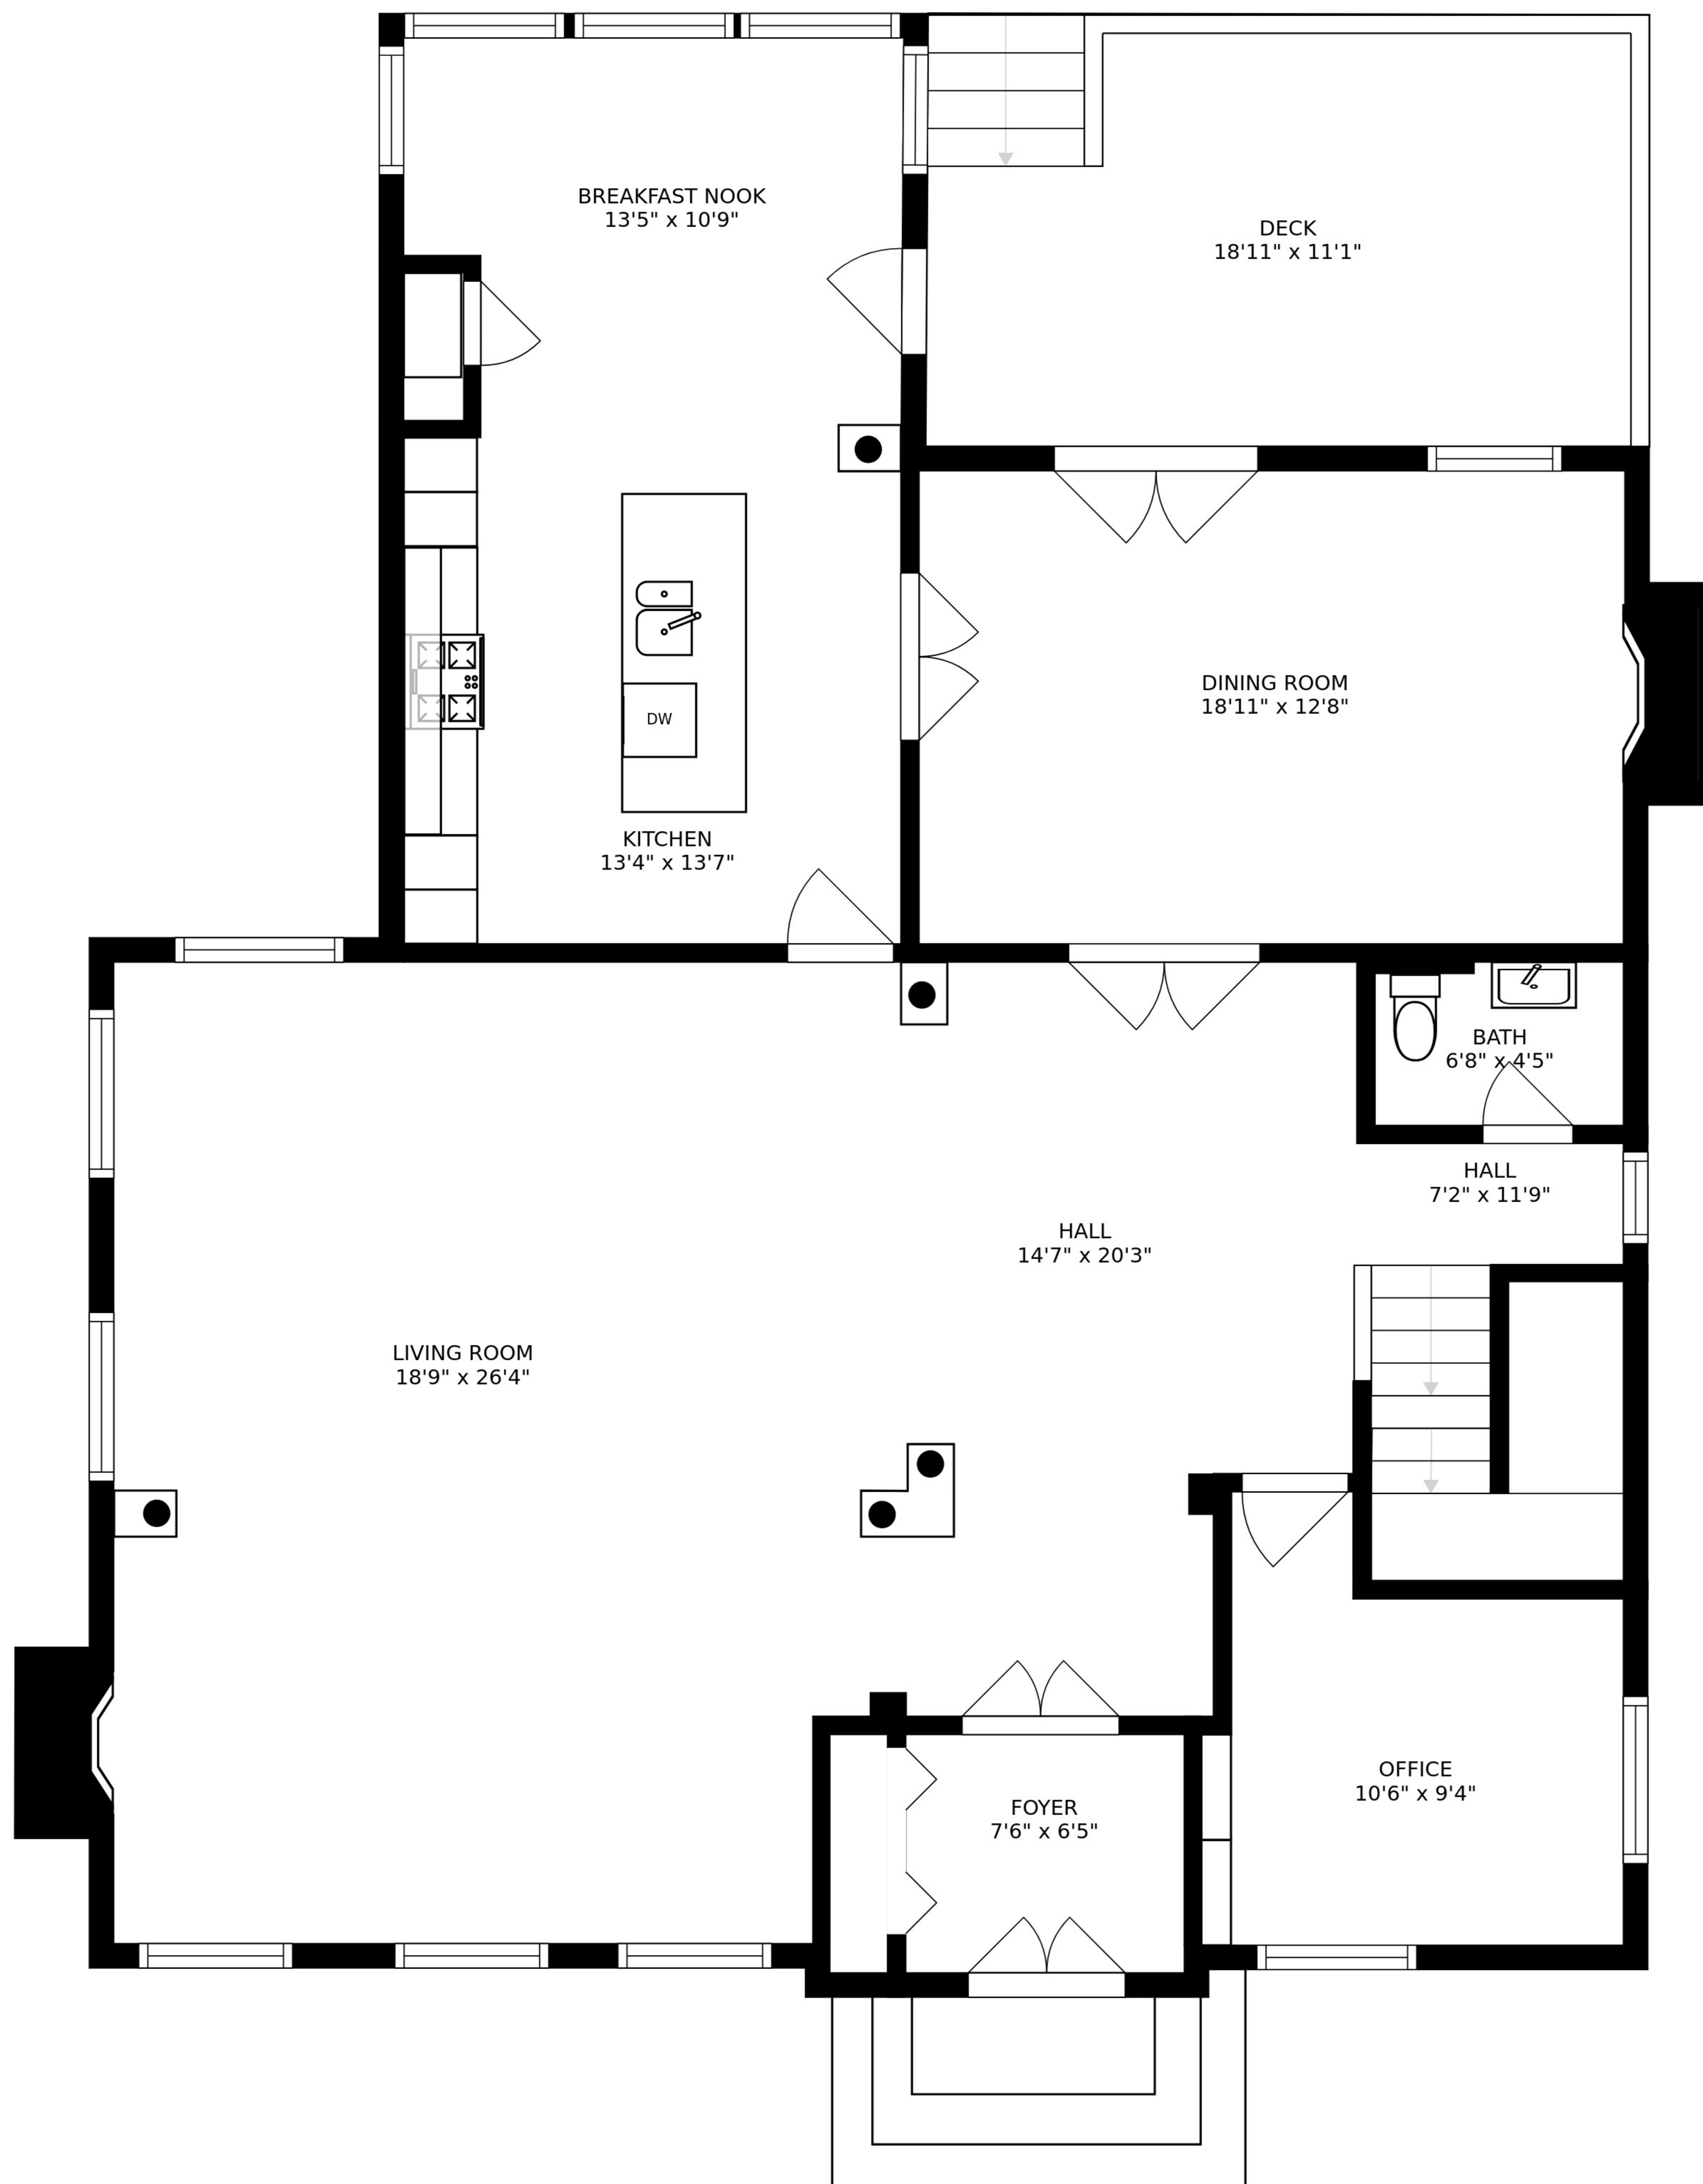 BREAKFAST NOOK
13'5" x 10'9"
DECK
18'11" x 11'1"
DINING ROOM
18'11" x 12'8"
DW
KITCHEN
13'4" x 13'7"
BATH
6'8" x 4'5"
HALL
7'2" x 11'9"
HALL
14'7" x 20'3"
LIVING ROOM
18'9" x 26'4"
OFFICE
10'6" x 9'4"
FOYER
7'6" x 6'5"